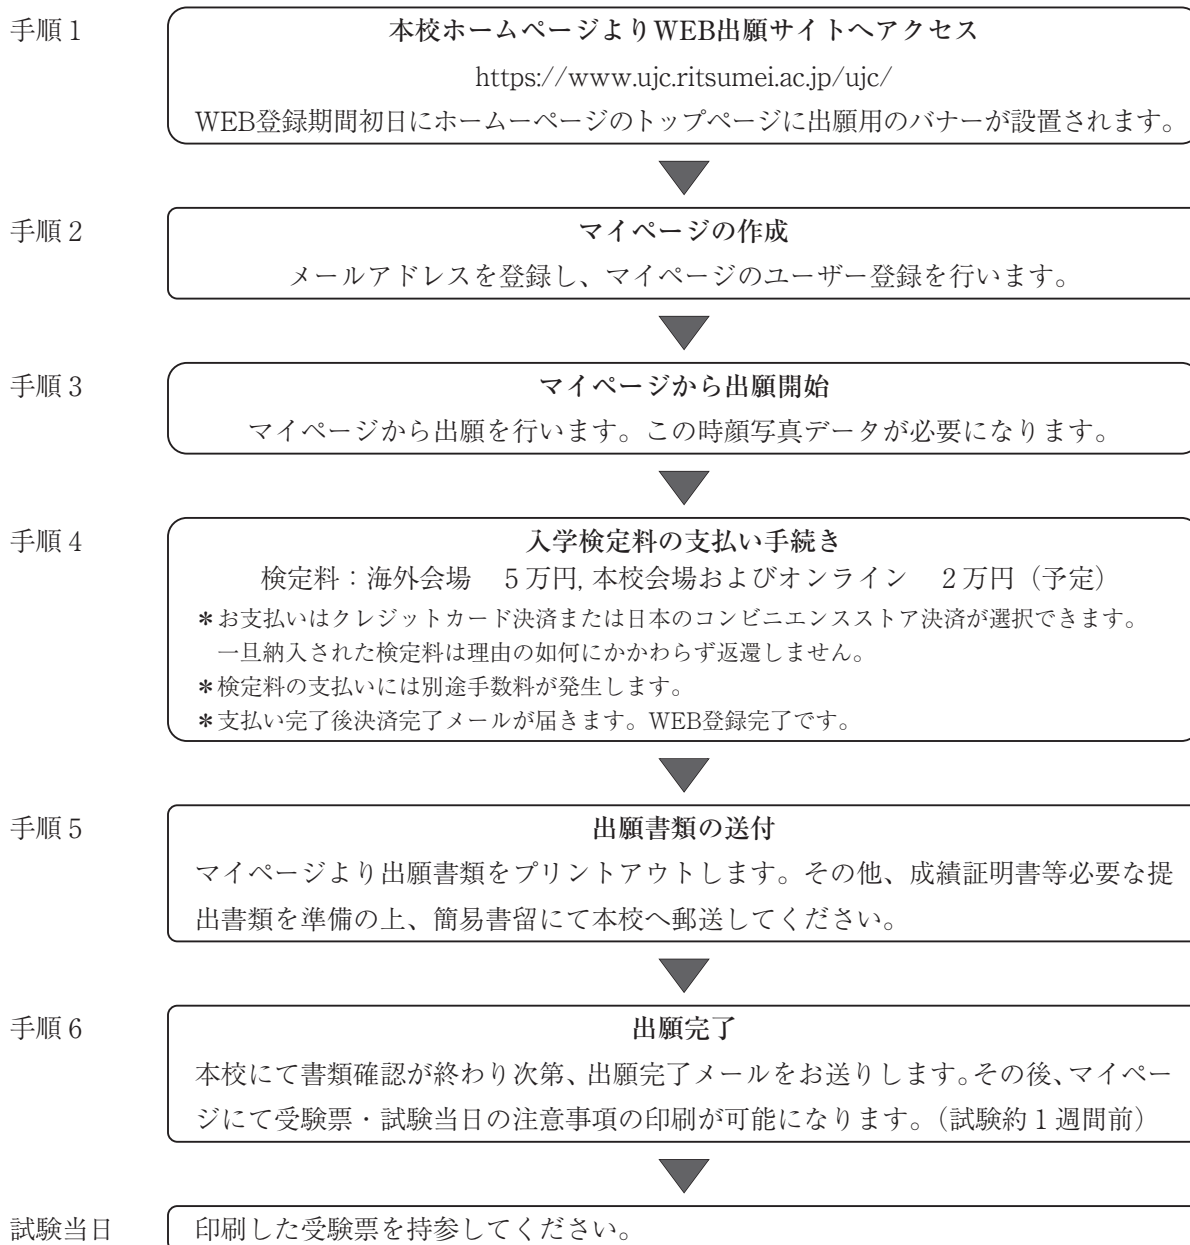 手順1
本校ホームページよりWEB出願サイトへアクセス
https://www.ujc.ritsumei.ac.jp/ujc/
WEB登録期間初日にホームーページのトップページに出願用のバナーが設置されます。
手順2
マイページの作成
メールアドレスを登録し、マイページのユーザー登録を行います。
手順3
マイページから出願開始
マイページから出願を行います。この時顔写真データが必要になります。
手順4
入学検定料の支払い手続き
検定料：海外会場　5万円, 本校会場およびオンライン　2万円（予定）
＊お支払いはクレジットカード決済または日本のコンビニエンスストア決済が選択できます。
一旦納入された検定料は理由の如何にかかわらず返還しません。
＊検定料の支払いには別途手数料が発生します。
＊支払い完了後決済完了メールが届きます。WEB登録完了です。
手順5
出願書類の送付
マイページより出願書類をプリントアウトします。その他、成績証明書等必要な提
出書類を準備の上、簡易書留にて本校へ郵送してください。
手順6
出願完了
本校にて書類確認が終わり次第、出願完了メールをお送りします。その後、マイペー
ジにて受験票・試験当日の注意事項の印刷が可能になります。（試験約1週間前）
試験当日
印刷した受験票を持参してください。